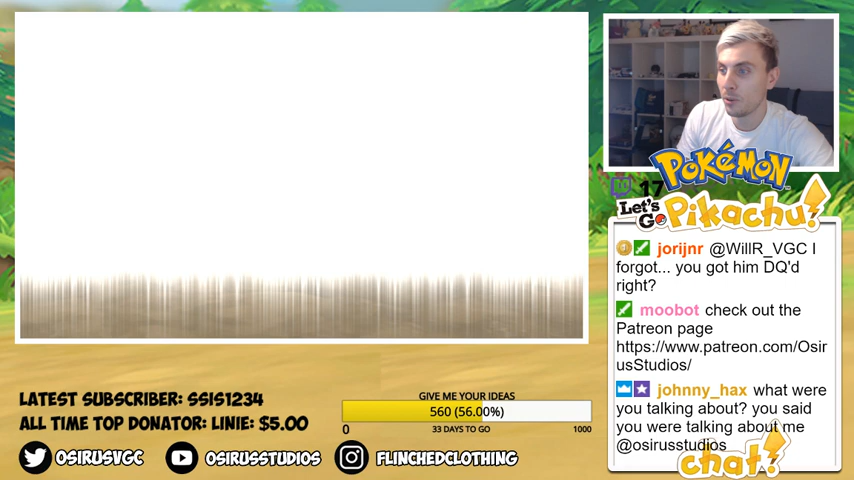 POKéMON
17
Let's Go Pikachu!
jorijnr @WillR_VGC I
forgot... you got him DQ'd
right?
moobot check out the
Patreon page
https://www.patreon.com/Osir
usStudios/
johnny_hax what were
you talking about? you said
you were talking about me
@osirusstudios
chat!
LATEST SUBSCRIBER: SSIS1234
ALL TIME TOP DONATOR: LINIE: $5.00
GIVE ME YOUR IDEAS
560 (56.00%)
0 33 DAYS TO GO 1000
OSIRUSVGC OSIRUSSTUDIOS FLINCHEDCLOTHING